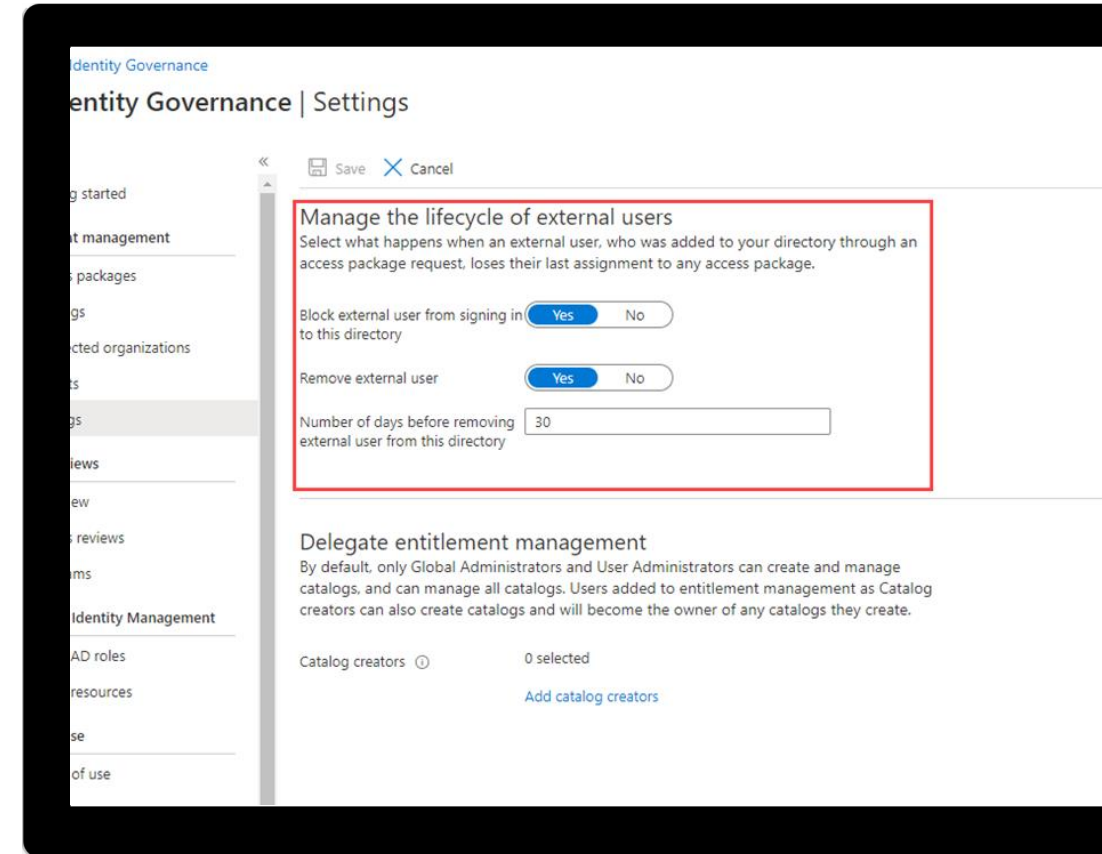 Identity Governance
entity Governance | Settings
«
Save Cancel
g started
t management
packages
gs
cted organizations
ts
gs
iews
ew
reviews
ms
Identity Management
AD roles
resources
se
of use
Manage the lifecycle of external users
Select what happens when an external user, who was added to your directory through an
access package request, loses their last assignment to any access package.
Block external user from signing in Yes No
to this directory
Remove external user Yes No
Number of days before removing 30
external user from this directory
Delegate entitlement management
By default, only Global Administrators and User Administrators can create and manage
catalogs, and can manage all catalogs. Users added to entitlement management as Catalog
creators can also create catalogs and will become the owner of any catalogs they create.
Catalog creators 0 selected
Add catalog creators